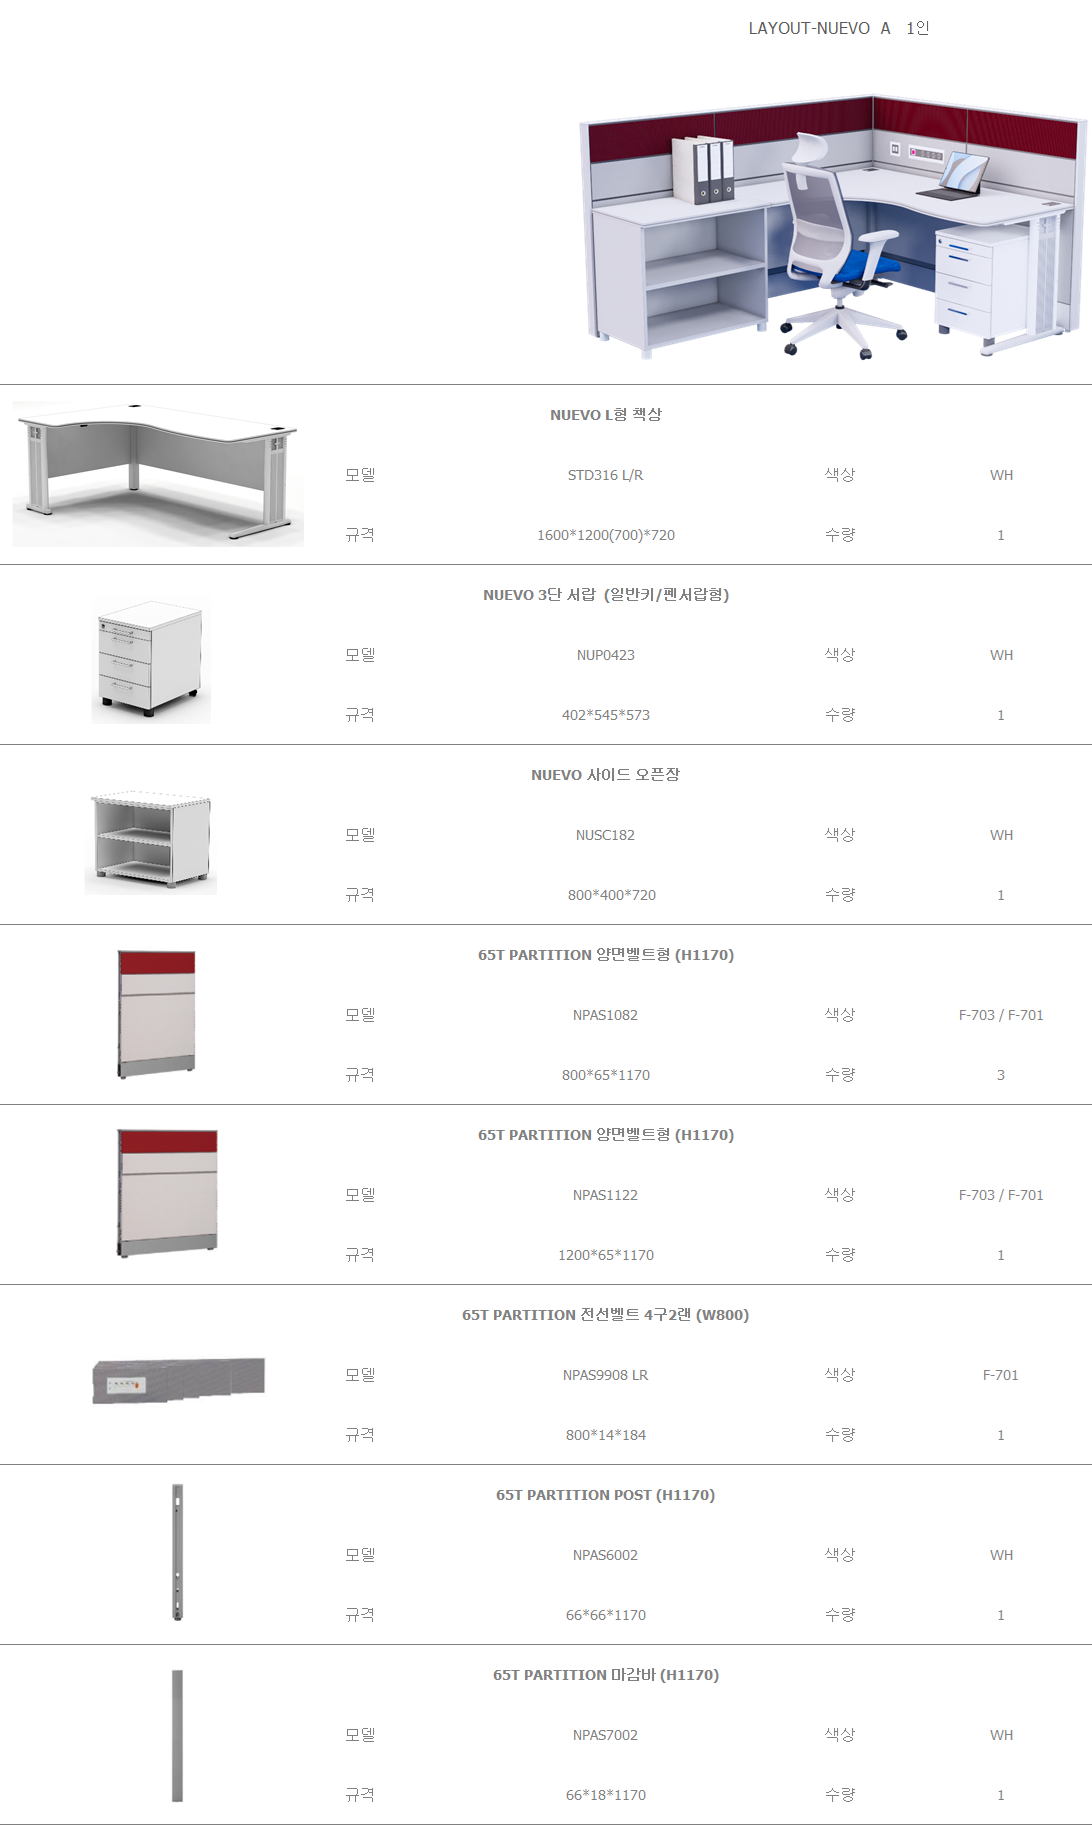 LAYOUT-NUEVO A 1인
NUEVO L형 책상
모델 STD316 L/R 색상 WH
규격 1600*1200(700)*720 수량 1
NUEVO 3단 서랍 (일반키/펜서랍형)
모델 NUP0423 색상 WH
규격 402*545*573 수량 1
NUEVO 사이드 오픈장
모델 NUSC182 색상 WH
규격 800*400*720 수량 1
65T PARTITION 양면벨트형 (H1170)
모델 NPAS1082 색상 F-703 / F-701
규격 800*65*1170 수량 3
65T PARTITION 양면벨트형 (H1170)
모델 NPAS1122 색상 F-703 / F-701
규격 1200*65*1170 수량 1
65T PARTITION 전선벨트 4구2랜 (W800)
모델 NPAS9908 LR 색상 F-701
규격 800*14*184 수량 1
65T PARTITION POST (H1170)
모델 NPAS6002 색상 WH
규격 66*66*1170 수량 1
65T PARTITION 마감바 (H1170)
모델 NPAS7002 색상 WH
규격 66*18*1170 수량 1